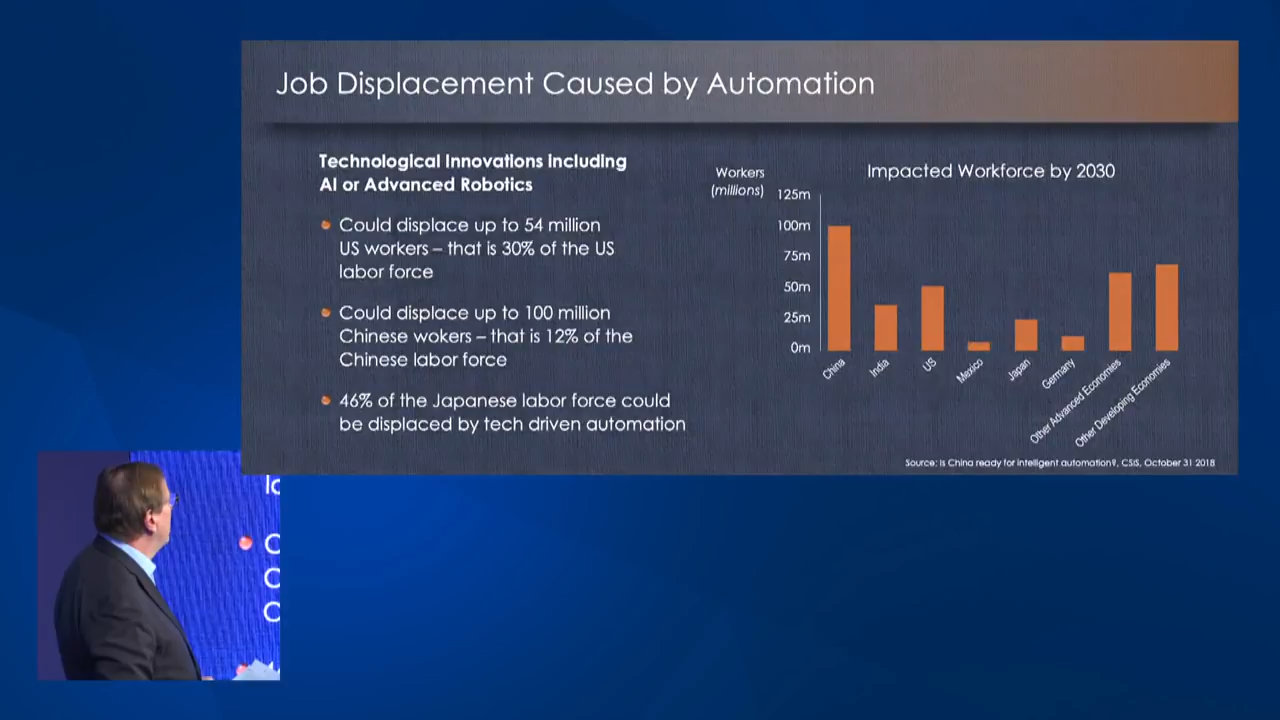 Job Displacement Caused by Automation
Technological Innovations including
AI or Advanced Robotics
Could displace up to 54 million
US workers – that is 30% of the US
labor force
Could displace up to 100 million
Chinese wokers – that is 12% of the
Chinese labor force
46% of the Japanese labor force could
be displaced by tech driven automation
Workers
(millions)
Impacted Workforce by 2030
125m
100m
75m
50m
25m
0m
China
India
US
Mexico
Japan
Germany
Other Advanced Economies
Other Developing Economies
Source: Is China ready for intelligent automation?, CSIS, October 31 2018
C
C
C